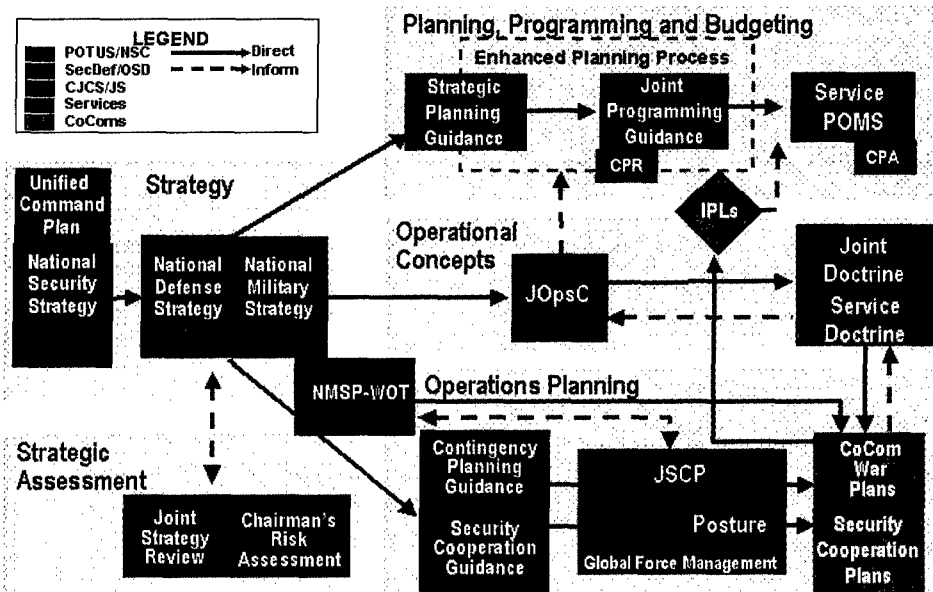 LEGEND
POTUS/NSC
SecDef/OSD
CJCS/JS
Services
CoComs
Direct
Inform
Planning, Programming and Budgeting
Enhanced Planning Process
Strategic
Planning
Guidance
Joint
Programming
Guidance
CPR
Service
POMS
CPA
Unified
Command
Plan
National
Security
Strategy
Strategy
National
Defense
Strategy
National
Military
Strategy
Operational
Concepts
JOpsC
IPLs
Joint
Doctrine
Service
Doctrine
NMSP-WOT
Operations Planning
Strategic
Assessment
Joint
Strategy
Review
Chairman's
Risk
Assessment
Contingency
Planning
Guidance
Security
Cooperation
Guidance
JSCP
Posture
Global Force Management
CoCom
War
Plans
Security
Cooperation
Plans